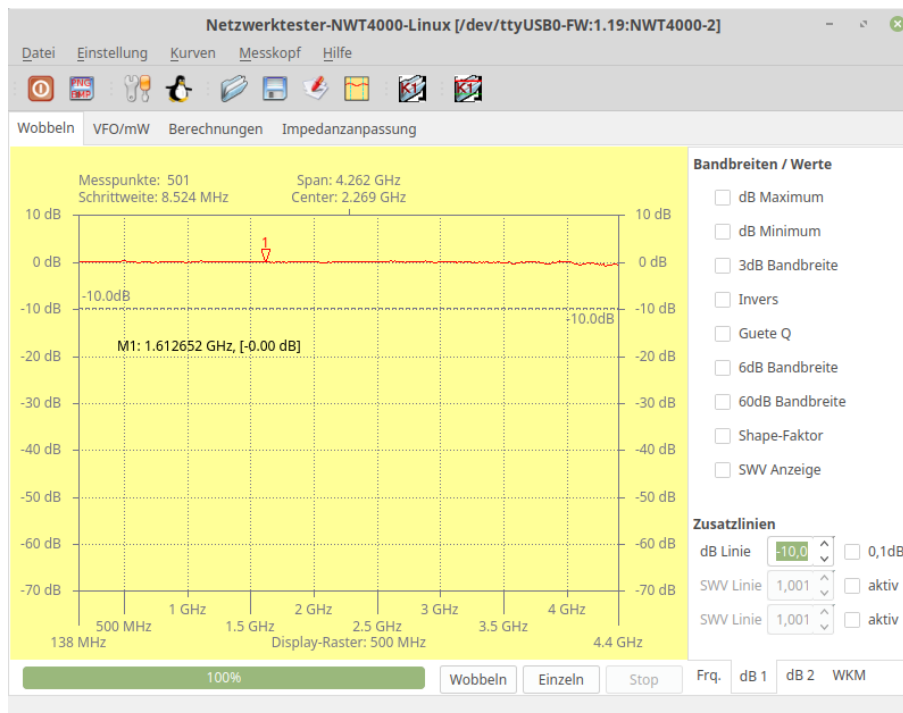 Netzwerktester-NWT4000-Linux [/dev/ttyUSB0-FW:1.19:NWT4000-2]
Datei Einstellung Kurven Messkopf Hilfe
PNG
BMP
K1
K1
Wobbeln VFO/mW Berechnungen Impedanzanpassung
Messpunkte: 501 Span: 4.262 GHz
Schrittweite: 8.524 MHz Center: 2.269 GHz
10 dB 10 dB
1
0 dB 0 dB
-10.0dB
-10 dB -10 dB
-10.0dB
M1: 1.612652 GHz, [-0.00 dB]
-20 dB -20 dB
-30 dB -30 dB
-40 dB -40 dB
-50 dB -50 dB
-60 dB -60 dB
-70 dB -70 dB
1 GHz 2 GHz 3 GHz 4 GHz
500 MHz 1.5 GHz 2.5 GHz 3.5 GHz
138 MHz Display-Raster: 500 MHz 4.4 GHz
100% Wobbeln Einzeln Stop
Bandbreiten / Werte
dB Maximum
dB Minimum
3dB Bandbreite
Invers
Guete Q
6dB Bandbreite
60dB Bandbreite
Shape-Faktor
SWV Anzeige
Zusatzlinien
dB Linie -10,0 0,1dB
SWV Linie 1,001 aktiv
SWV Linie 1,001 aktiv
Frq. dB 1 dB 2 WKM